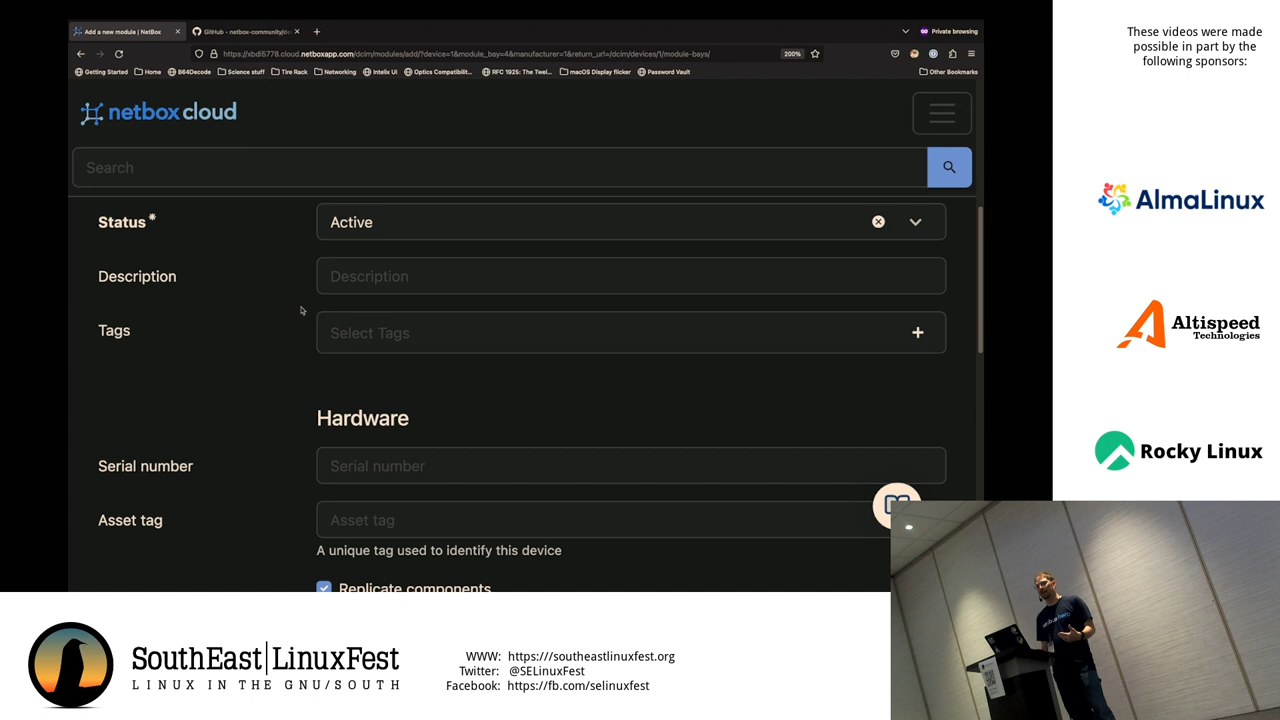 Add a new module | NetBox
GitHub - netbox-community/de
Private browsing
https://xbdi5778.cloud.netboxapp.com/dcim/modules/add/?device=1&module_bay=4&manufacturer=1&return_url=/dcim/devices/1/module-bays/
200%
Getting Started
Home
B64Decode
Science stuff
Tire Rack
Networking
Intelix UI
Optics Compatibilit...
RFC 1925: The Twel...
macOS Display flicker
Password Vault
Other Bookmarks
netbox cloud
Search
Status*
Active
Description
Description
Tags
Select Tags
Hardware
Serial number
Serial number
Asset tag
Asset tag
A unique tag used to identify this device
Replicate components
These videos were made
possible in part by the
following sponsors:
AlmaLinux
Altispeed
Technologies
Rocky Linux
SouthEast|LinuxFest
LINUX IN THE GNU/SOUTH
WWW: https:///southeastlinuxfest.org
Twitter: @SELinuxFest
Facebook: https://fb.com/selinuxfest